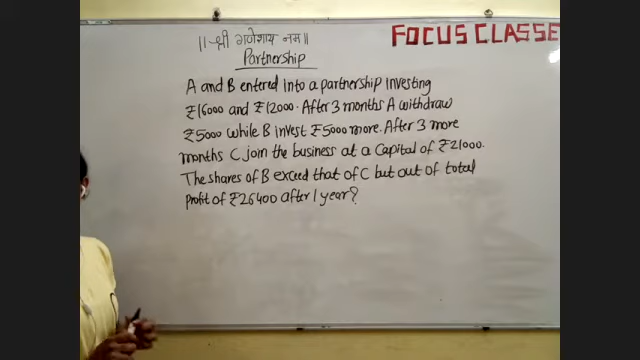 ||श्री गणेशाय नमः||
FOCUS CLASSE
Partnership
A and B entered into a partnership investing
₹16000 and ₹12000. After 3 months A withdraw
₹5000 while B invest ₹5000 more. After 3 more
months C join the business at a capital of ₹21000.
The shares of B exceed that of C but out of total
profit of ₹26400 after 1 year?